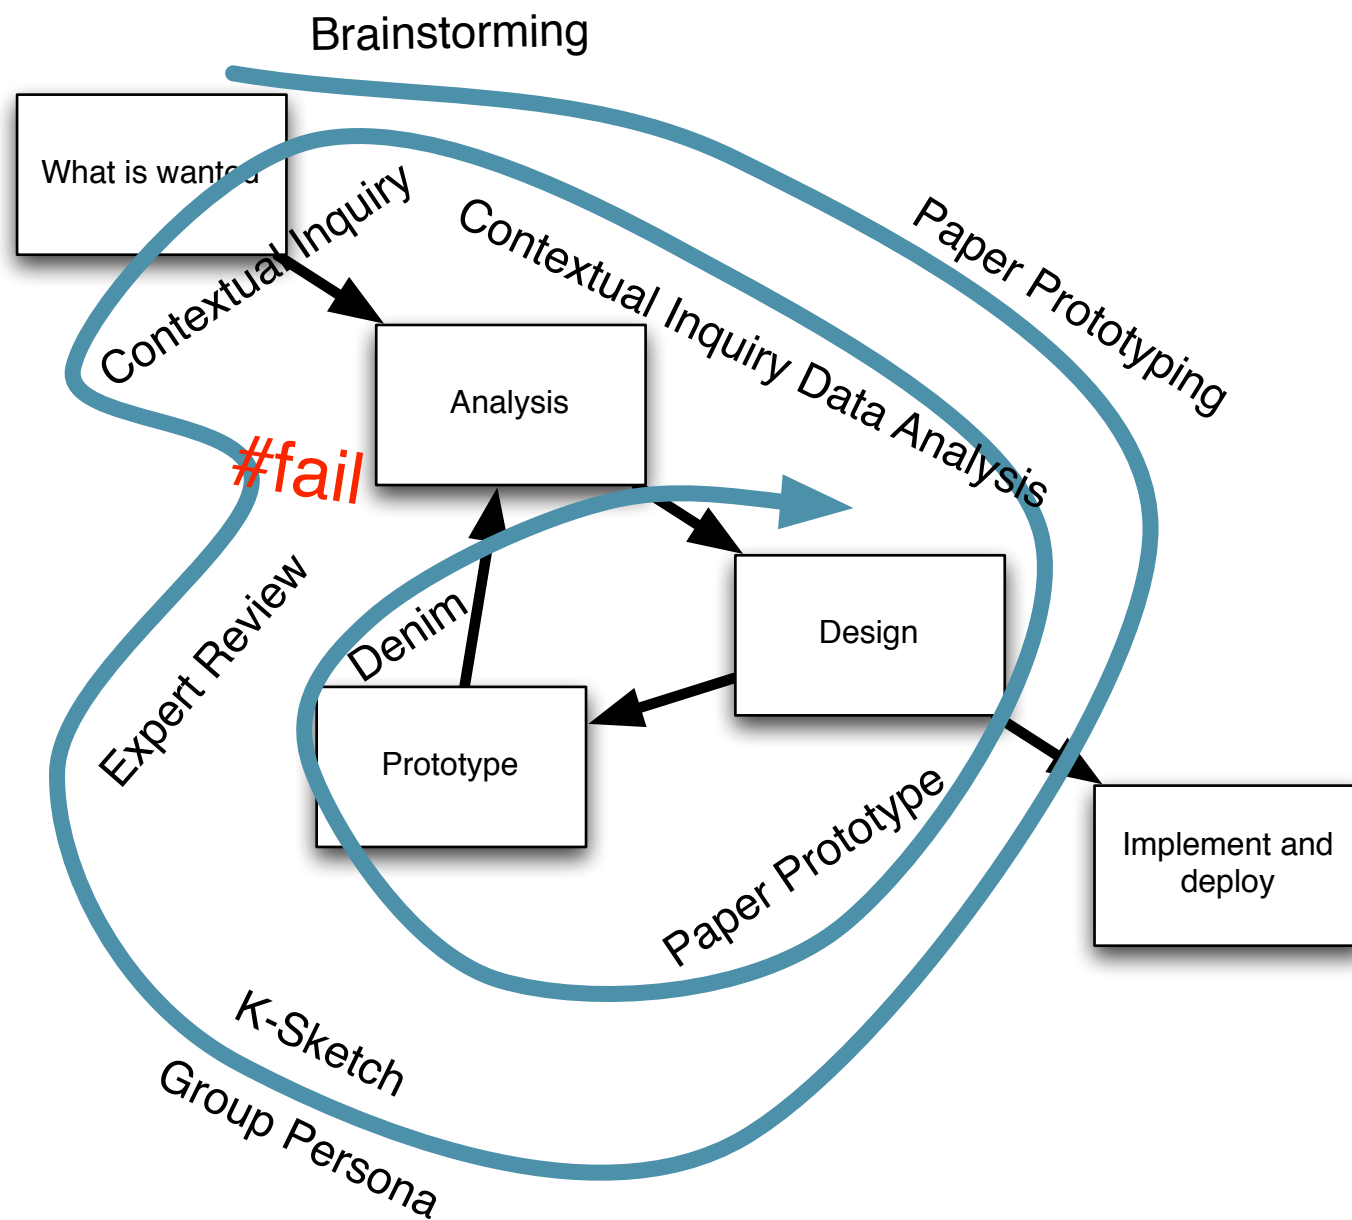 Brainstorming
What is wanted
Contextual Inquiry
Contextual Inquiry Data Analysis
Paper Prototyping
Analysis
#fail
Expert Review
Denim
Design
Prototype
Paper Prototype
Implement and
deploy
K-Sketch
Group Persona